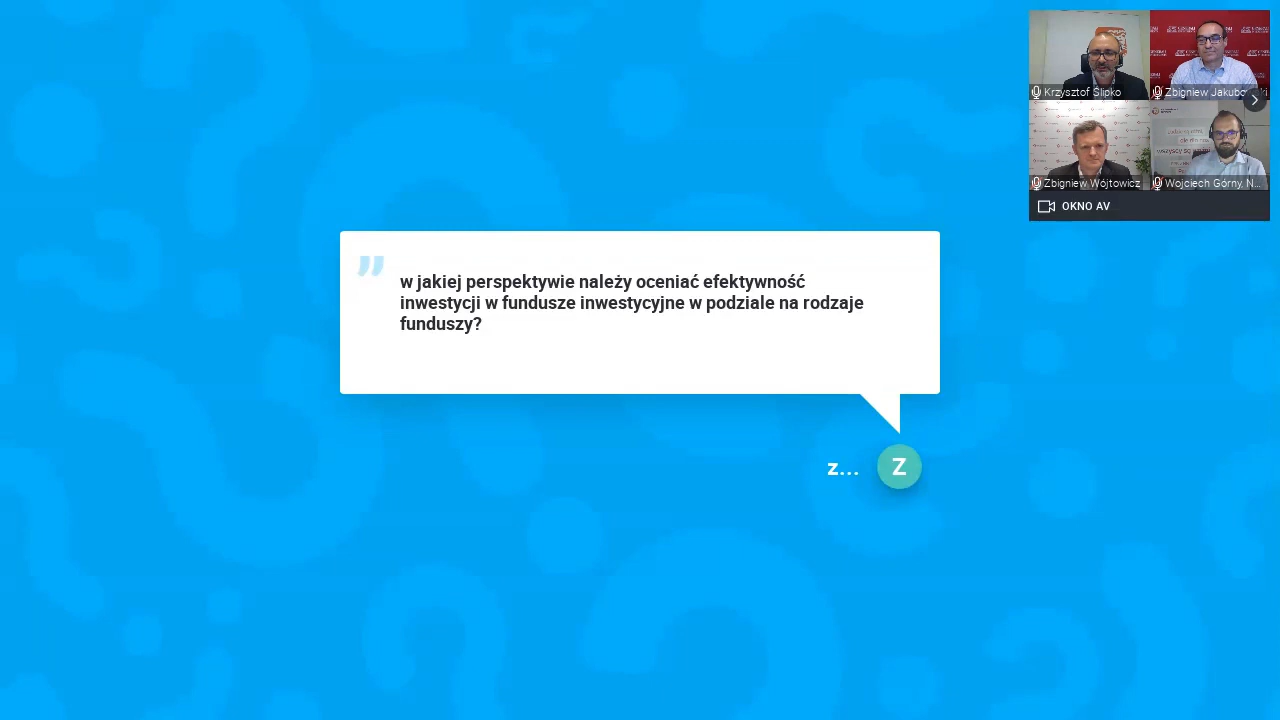 w jakiej perspektywie należy oceniać efektywność
inwestycji w fundusze inwestycyjne w podziale na rodzaje
funduszy?
z...
Z
Krzysztof Ślipko
Zbigniew Jakubo
Zbigniew Wójtowicz
Wojciech Górny, N...
OKNO AV